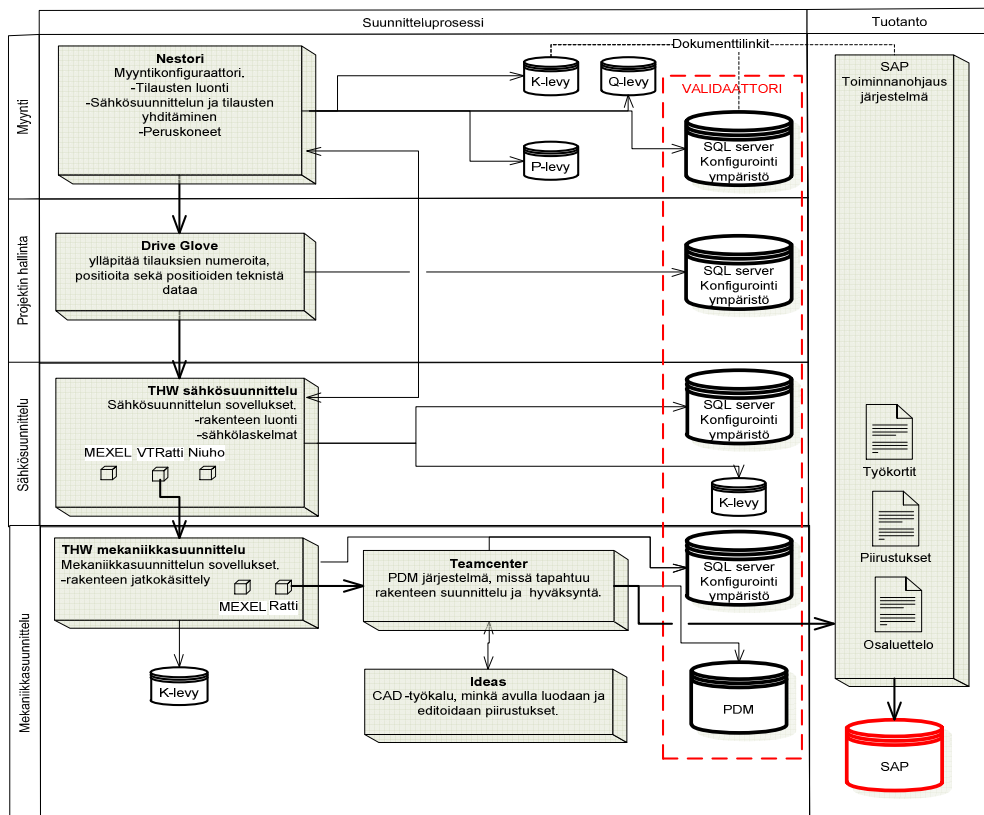 Suunnitteluprosessi
Tuotanto
Myynti
Nestori
Myyntikonfiguraattori,
-Tilausten luonti
-Sähkösuunnittelun ja tilausten
yhditäminen
-Peruskoneet
K-levy
Q-levy
P-levy
Dokumenttilinkit
VALIDAATTORI
SQL server
Konfigurointi
ympäristö
SAP
Toiminnanohjaus
järjestelmä
Projektin hallinta
Drive Glove
ylläpitää tilauksien numeroita,
positioita sekä positioiden teknistä
dataa
SQL server
Konfigurointi
ympäristö
Sähkösuunnittelu
THW sähkösuunnittelu
Sähkösuunnittelun sovellukset,
-rakenteen luonti
-sähkölaskelmat
MEXEL
VTRatti
Niuho
SQL server
Konfigurointi
ympäristö
K-levy
Työkortit
Piirustukset
Osaluettelo
Mekaniikkasuunnittelu
THW mekaniikkasuunnittelu
Mekaniikkasuunnittelun sovellukset,
-rakenteen jatkokäsittely
MEXEL
Ratti
K-levy
Teamcenter
PDM järjestelmä, missä tapahtuu
rakenteen suunnittelu ja hyväksyntä.
Ideas
CAD-työkalu, minkä avulla luodaan ja
editoidaan piirustukset.
SQL server
Konfigurointi
ympäristö
PDM
SAP